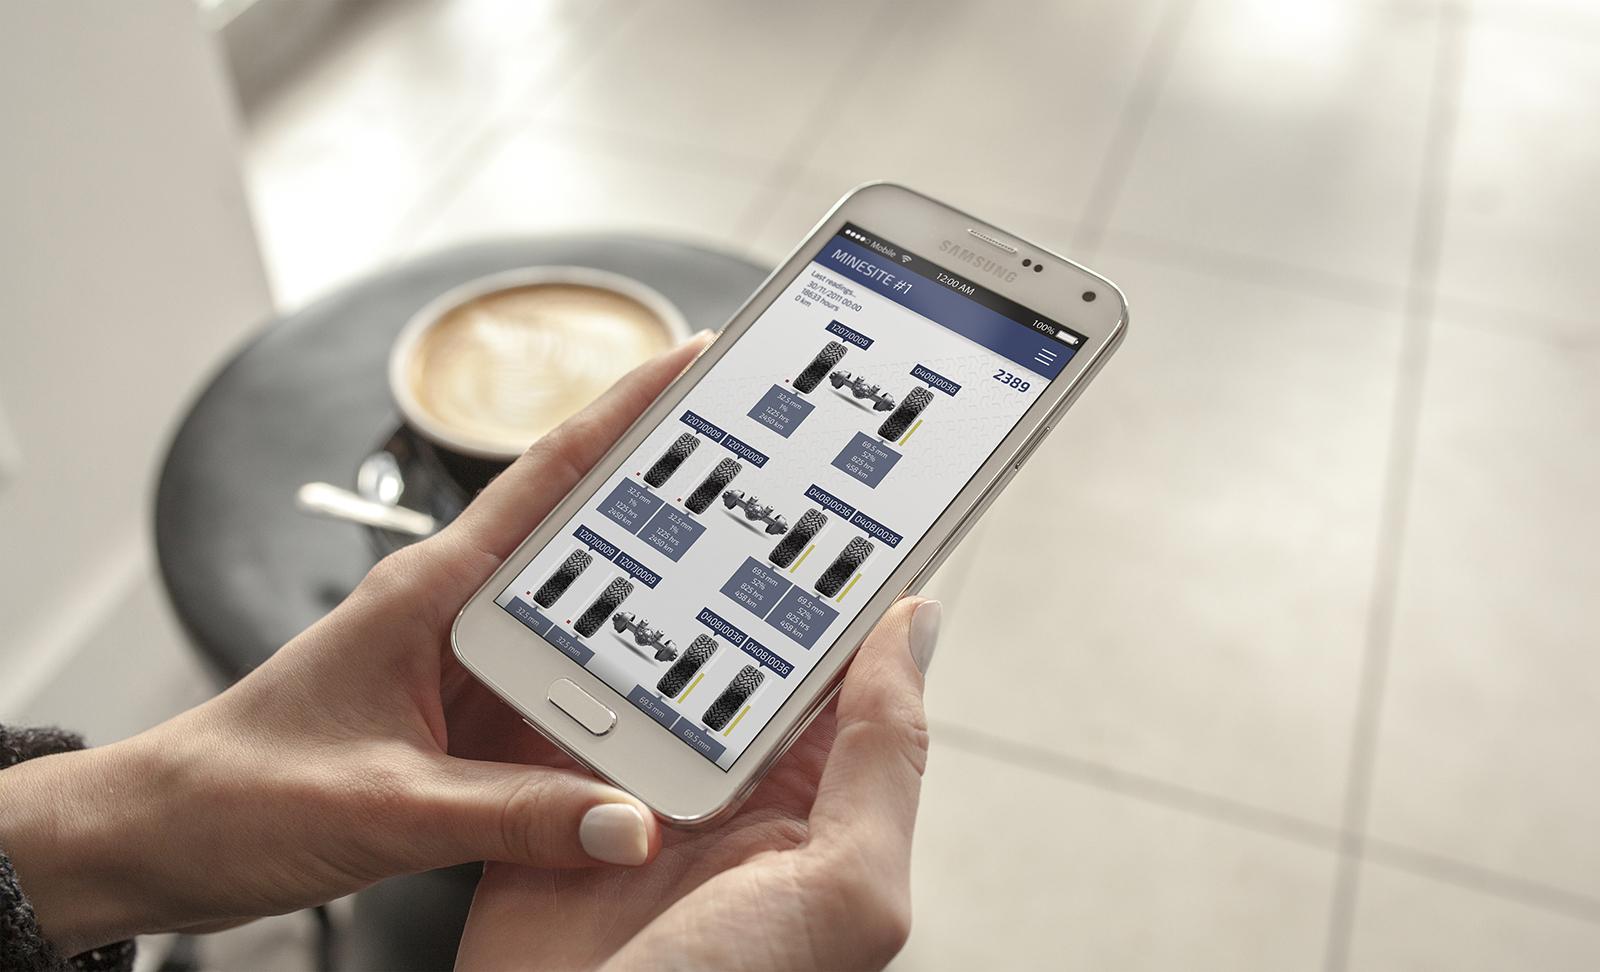 SAMSUNG
Mobile 12:00 AM 100%
MINESITE #1
Last readings...
30/11/2011 00:00
18633 hours
0 km
2389
1207J0009
0408J0036
32.5 mm
1%
1225 hrs
2450 km
69.5 mm
52%
825 hrs
458 km
1207J0009 1207J0009
0408J0036 0408J0036
32.5 mm
1%
1225 hrs
2450 km
32.5 mm
1%
1225 hrs
2450 km
69.5 mm
52%
825 hrs
458 km
69.5 mm
52%
825 hrs
458 km
1207J0009 1207J0009
0408J0036 0408J0036
32.5 mm
32.5 mm
69.5 mm
69.5 mm